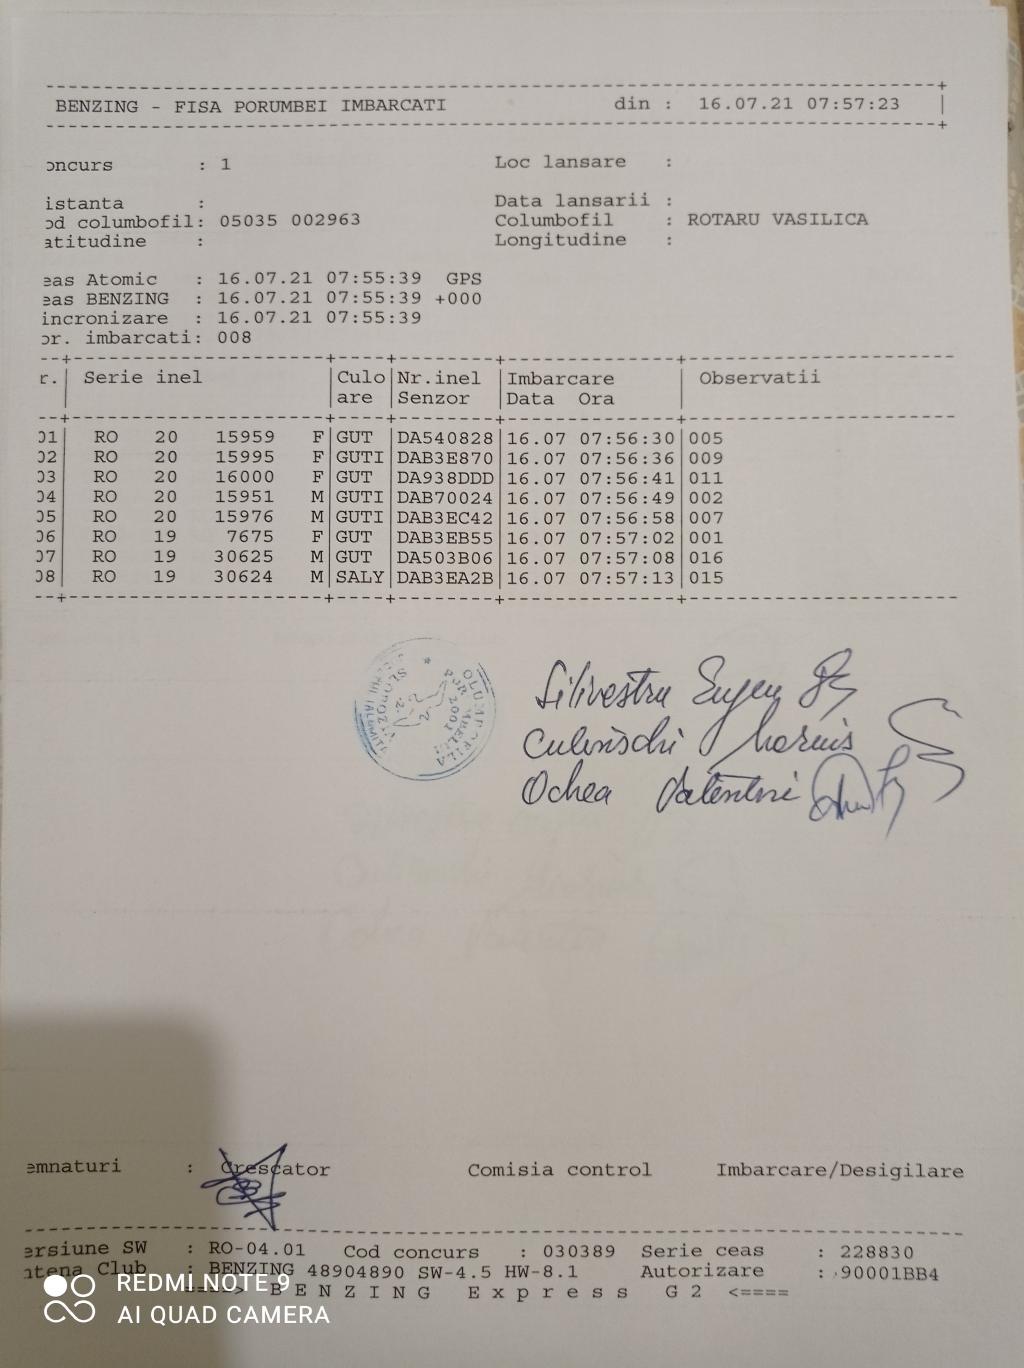 BENZING - FISA PORUMBEI IMBARCATI din : 16.07.21 07:57:23
oncurs : 1 Loc lansare :
istanta : Data lansarii :
od columbofil: 05035 002963 Columbofil : ROTARU VASILICA
atitudine : Longitudine :
eas Atomic : 16.07.21 07:55:39 GPS
eas BENZING : 16.07.21 07:55:39 +000
incronizare : 16.07.21 07:55:39
or. imbarcati: 008
r.| Serie inel |Culo|Nr.inel |Imbarcare | Observatii
|are |Senzor |Data Ora |
01| RO 20 15959 F|GUT |DA540828|16.07 07:56:30|005
02| RO 20 15995 F|GUTI|DAB3E870|16.07 07:56:36|009
03| RO 20 16000 F|GUT |DA938DDD|16.07 07:56:41|011
04| RO 20 15951 M|GUTI|DAB70024|16.07 07:56:49|002
05| RO 20 15976 M|GUTI|DAB3EC42|16.07 07:56:58|007
06| RO 19 7675 F|GUT |DAB3EB55|16.07 07:57:02|001
07| RO 19 30625 M|GUT |DA503B06|16.07 07:57:08|016
08| RO 19 30624 M|SALY|DAB3EA2B|16.07 07:57:13|015
Silivestru Eugen
Ochea
emnaturi : Crescator Comisia control Imbarcare/Desigilare
ersiune SW : RO-04.01 Cod concurs : 030389 Serie ceas : 228830
ntena Club : BENZING 48904890 SW-4.5 HW-8.1 Autorizare : 90001BB4
====> B E N Z I N G E x p r e s s G 2 <====
REDMI NOTE 9
AI QUAD CAMERA